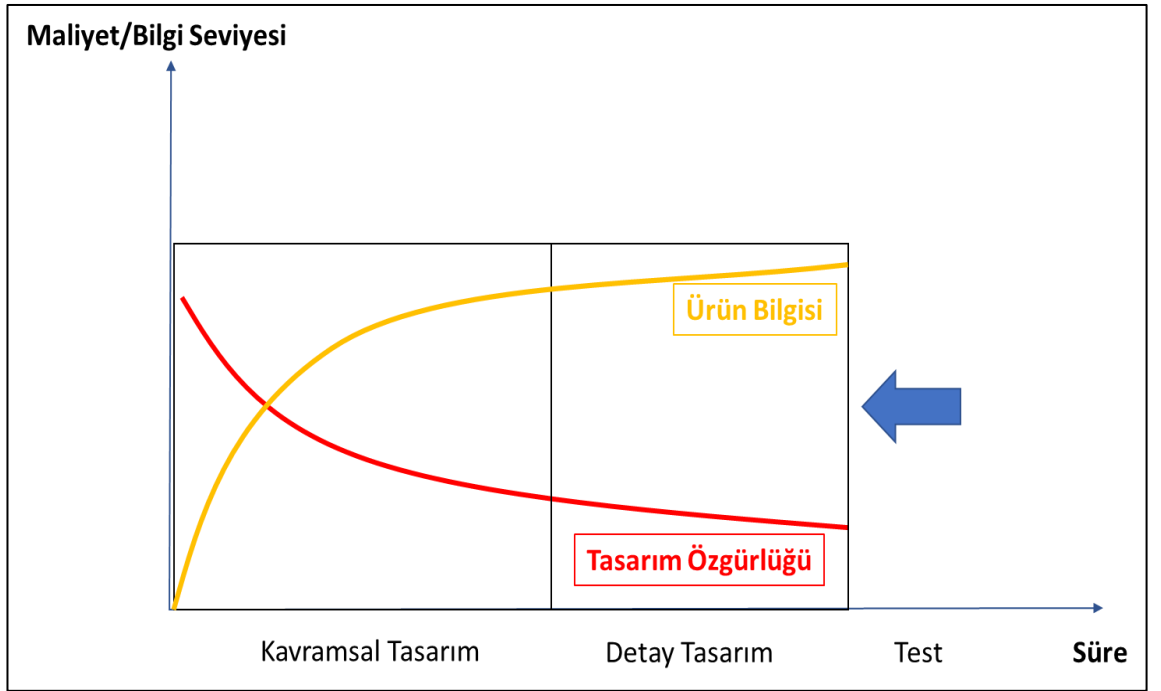 Maliyet/Bilgi Seviyesi
Ürün Bilgisi
Tasarım Özgürlüğü
Kavramsal Tasarım
Detay Tasarım
Test
Süre